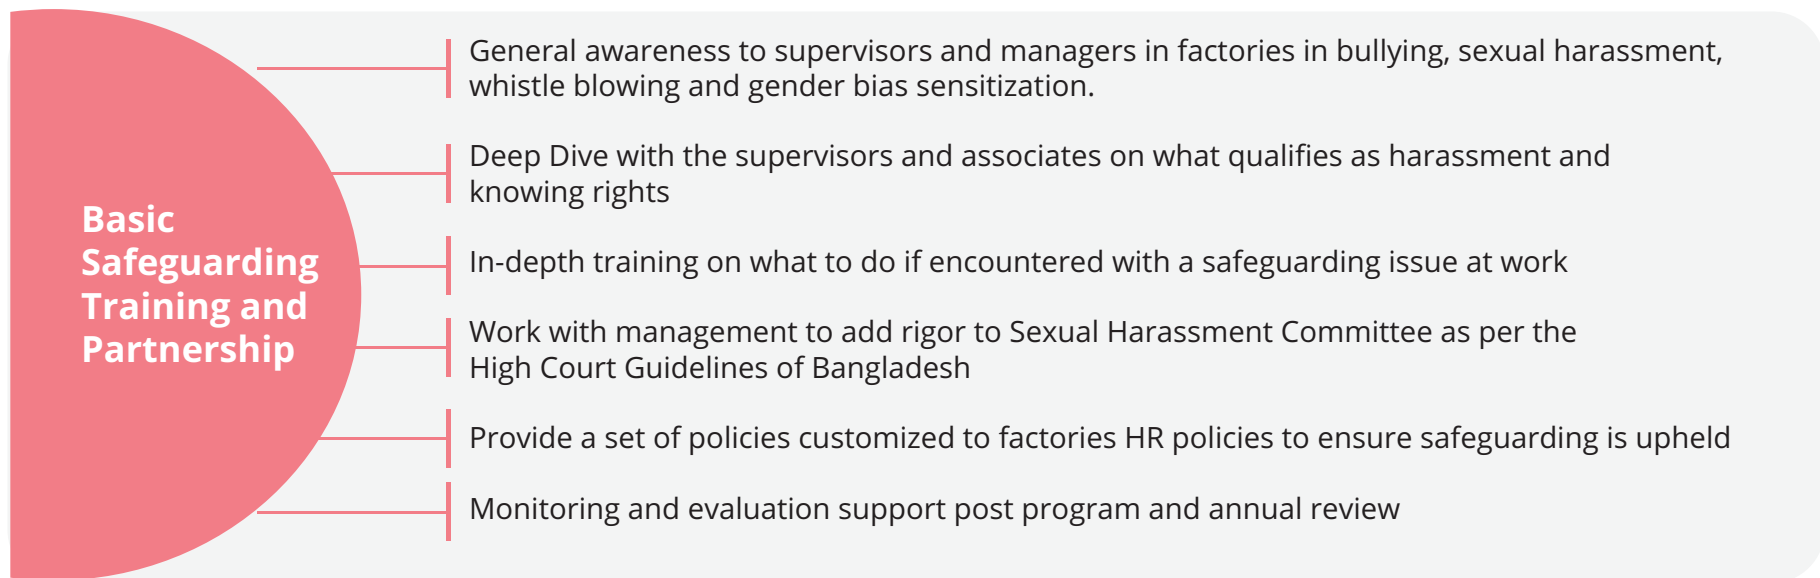 Basic
Safeguarding
Training and
Partnership
General awareness to supervisors and managers in factories in bullying, sexual harassment,
whistle blowing and gender bias sensitization.
Deep Dive with the supervisors and associates on what qualifies as harassment and
knowing rights
In-depth training on what to do if encountered with a safeguarding issue at work
Work with management to add rigor to Sexual Harassment Committee as per the
High Court Guidelines of Bangladesh
Provide a set of policies customized to factories HR policies to ensure safeguarding is upheld
Monitoring and evaluation support post program and annual review